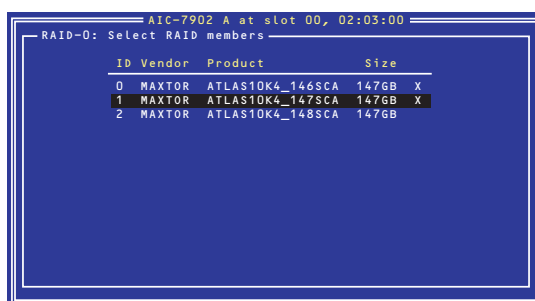 AIC-7902 A at slot 00, 02:03:00
RAID-0: Select RAID members
ID Vendor Product Size
0 MAXTOR ATLAS10K4_146SCA 147GB X
1 MAXTOR ATLAS10K4_147SCA 147GB X
2 MAXTOR ATLAS10K4_148SCA 147GB